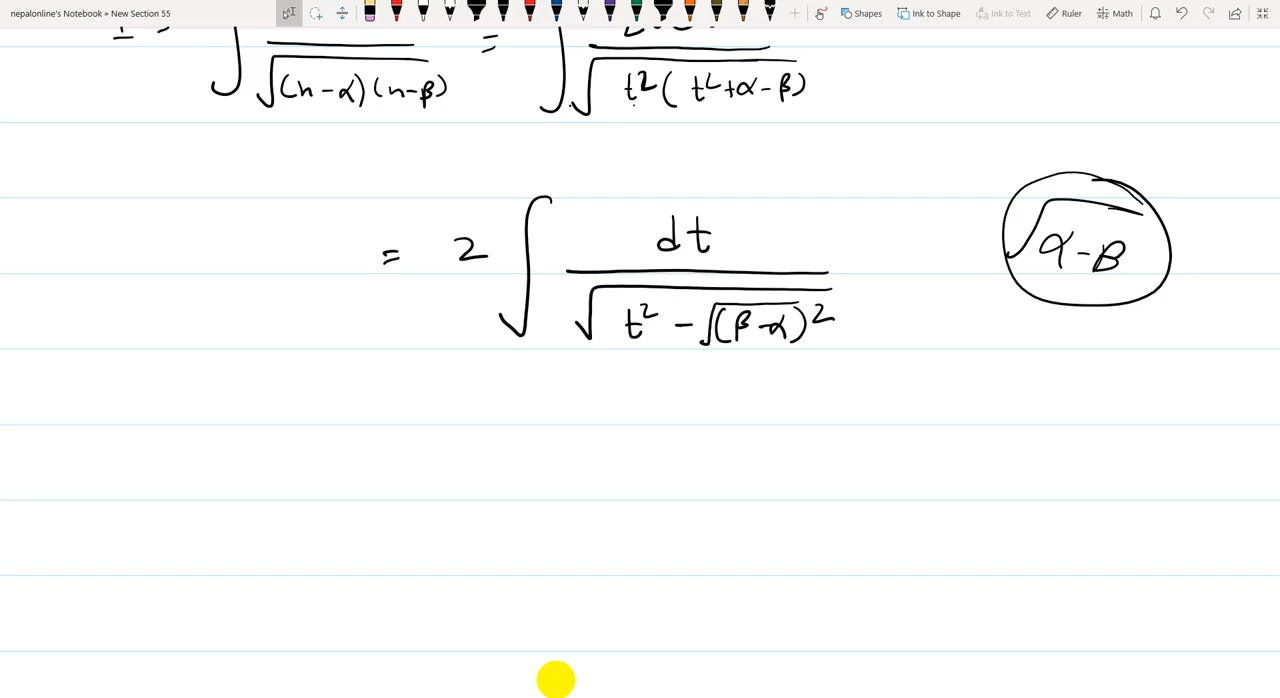 nepalonline's Notebook » New Section 55
Shapes Ink to Shape Ink to Text Ruler Math
√(n-α)(n-β) = ∫ √t²(t²+α-β)
= 2 ∫ dt / √t² - √(β-α)²
√α-β